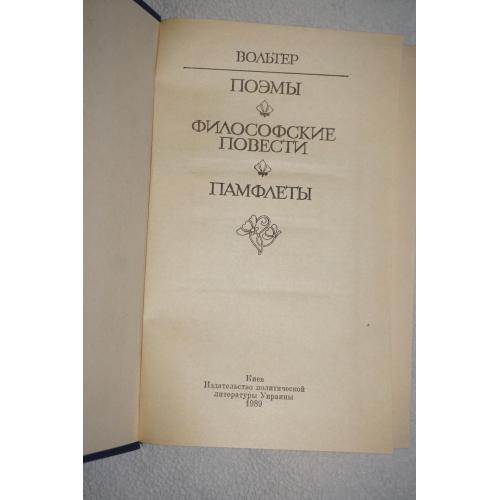 ВОЛЬТЕР
ПОЭМЫ
ФИЛОСОФСКИЕ
ПОВЕСТИ
ПАМФЛЕТЫ
Киев
Издательство политической
литературы Украины
1989